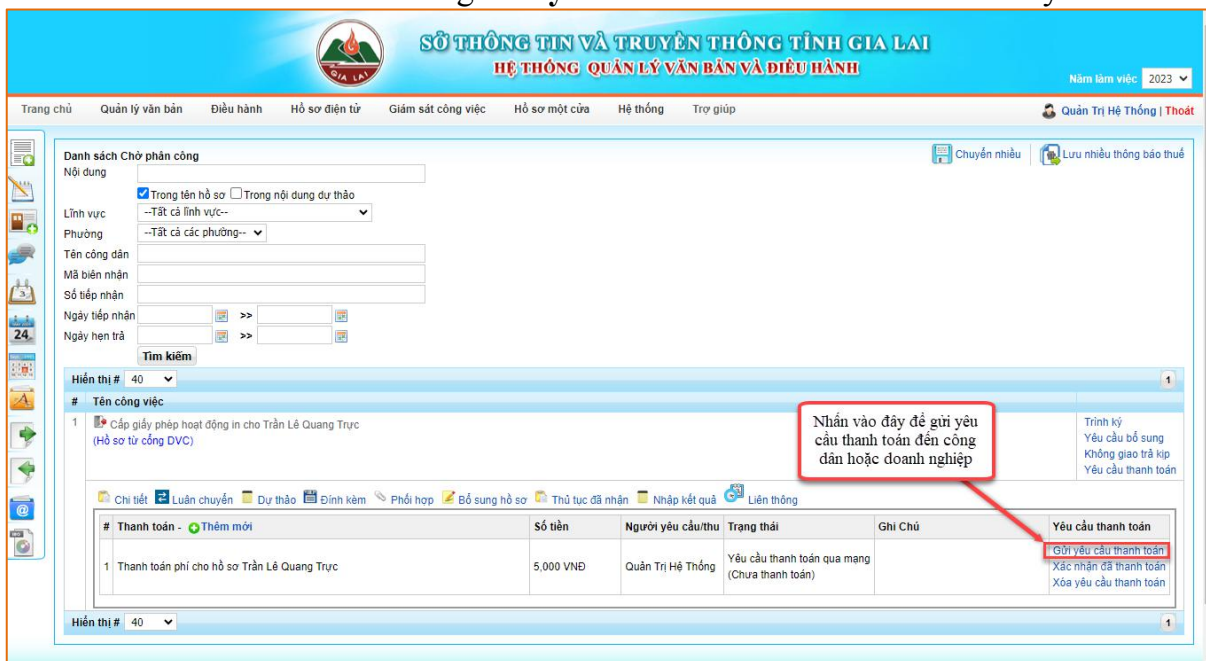 SỞ THÔNG TIN VÀ TRUYỀN THÔNG TỈNH GIA LAI
HỆ THỐNG QUẢN LÝ VĂN BẢN VÀ ĐIỀU HÀNH
GIA LAI
Năm làm việc 2023
Trang chủ Quản lý văn bản Điều hành Hồ sơ điện tử Giám sát công việc Hồ sơ một cửa Hệ thống Trợ giúp Quản Trị Hệ Thống | Thoát
Danh sách Chờ phân công Chuyển nhiều Lưu nhiều thông báo thuế
Nội dung
Trong tên hồ sơ Trong nội dung dự thảo
Lĩnh vực --Tất cả lĩnh vực--
Phường --Tất cả các phường--
Tên công dân
Mã biên nhận
Số tiếp nhận
Ngày tiếp nhận >>
Ngày hẹn trả >>
Tìm kiếm
Hiển thị # 40 1
# Tên công việc
1 Cấp giấy phép hoạt động in cho Trần Lê Quang Trực
(Hồ sơ từ cổng DVC)
Nhấn vào đây để gửi yêu
cầu thanh toán đến công
dân hoặc doanh nghiệp
Trình ký
Yêu cầu bổ sung
Không giao trả kịp
Yêu cầu thanh toán
Chi tiết Luân chuyển Dự thảo Đính kèm Phối hợp Bổ sung hồ sơ Thủ tục đã nhận Nhập kết quả Liên thông
# Thanh toán - Thêm mới Số tiền Người yêu cầu/thu Trạng thái Ghi Chú Yêu cầu thanh toán
1 Thanh toán phí cho hồ sơ Trần Lê Quang Trực 5,000 VNĐ Quản Trị Hệ Thống Yêu cầu thanh toán qua mạng
(Chưa thanh toán)
Gửi yêu cầu thanh toán
Xác nhận đã thanh toán
Xóa yêu cầu thanh toán
Hiển thị # 40 1
24